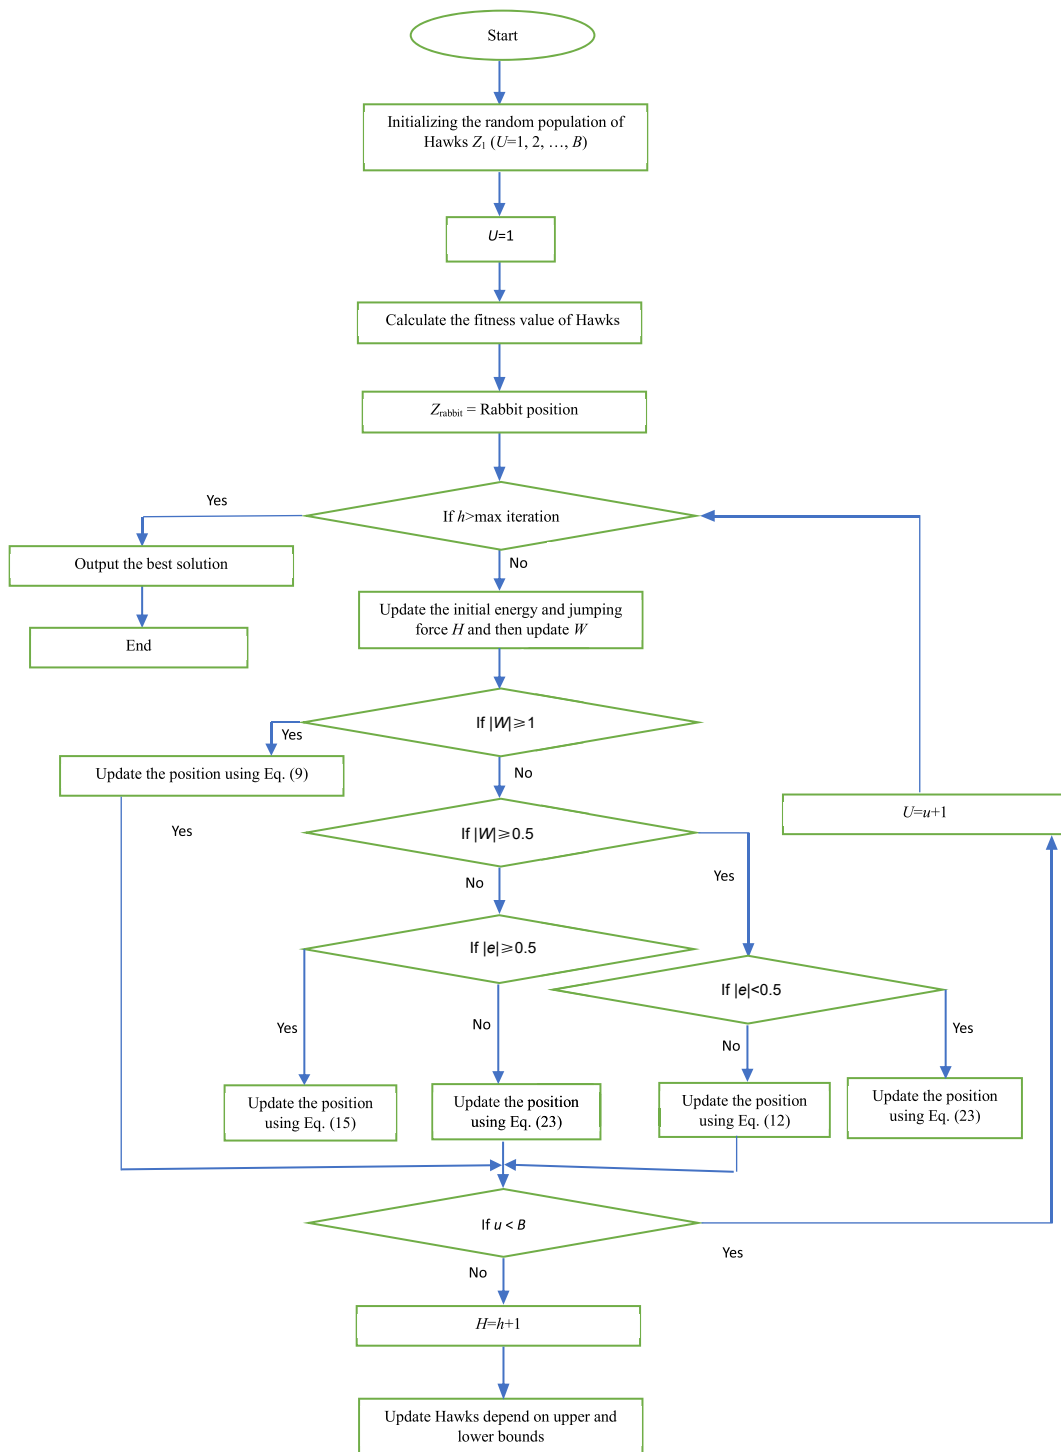 Start
Initializing the random population of
Hawks Z1 (U=1, 2, …, B)
U=1
Calculate the fitness value of Hawks
Zrabbit = Rabbit position
Yes
If h>max iteration
Output the best solution
No
End
Update the initial energy and jumping
force H and then update W
If |W|⩾1
Yes
Update the position using Eq. (9)
No
U=u+1
Yes
If |W|⩾0.5
No
Yes
If |e|⩾0.5
If |e|<0.5
Yes
No
No
Yes
Update the position
using Eq. (15)
Update the position
using Eq. (23)
Update the position
using Eq. (12)
Update the position
using Eq. (23)
If u < B
Yes
No
H=h+1
Update Hawks depend on upper and
lower bounds